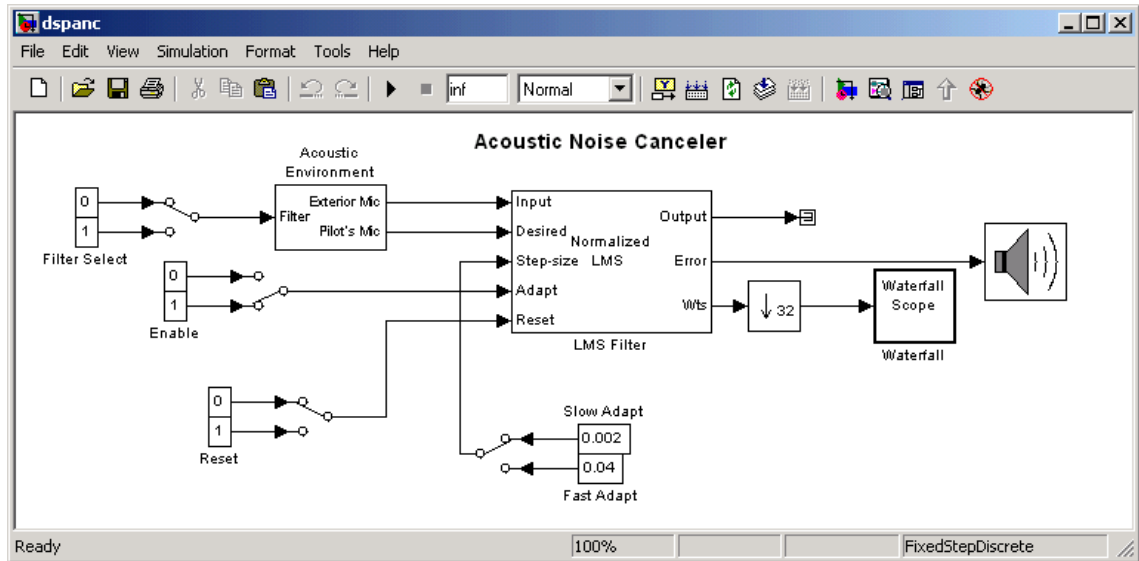 dspanc
File Edit View Simulation Format Tools Help
inf Normal
Acoustic Noise Canceler
Acoustic
Environment
0
1
Filter Select
Filter
Exterior Mic
Pilot's Mic
0
1
Enable
0
1
Reset
Input
Desired
Step-size
Adapt
Reset
Normalized
LMS
Output
Error
Wts
LMS Filter
32
Waterfall
Scope
Waterfall
Slow Adapt
0.002
0.04
Fast Adapt
Ready 100% FixedStepDiscrete